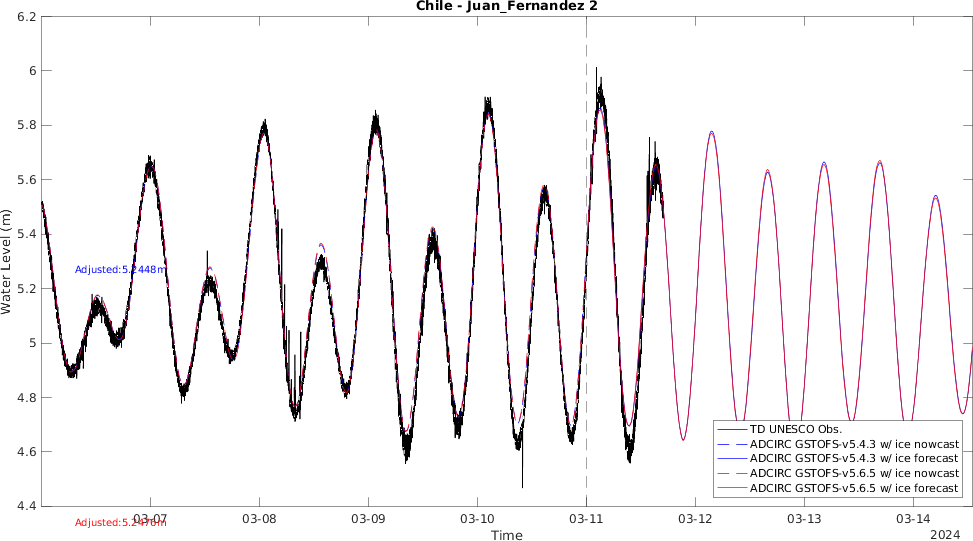 Chile - Juan_Fernandez 2
6.2
6
5.8
5.6
5.4
5.2
5
4.8
4.6
4.4
Water Level (m)
Adjusted:5.2448m
TD UNESCO Obs.
ADCIRC GSTOFS-v5.4.3 w/ ice nowcast
ADCIRC GSTOFS-v5.4.3 w/ ice forecast
ADCIRC GSTOFS-v5.6.5 w/ ice nowcast
ADCIRC GSTOFS-v5.6.5 w/ ice forecast
03-07 03-08 03-09 03-10 03-11 03-12 03-13 03-14
Time
2024